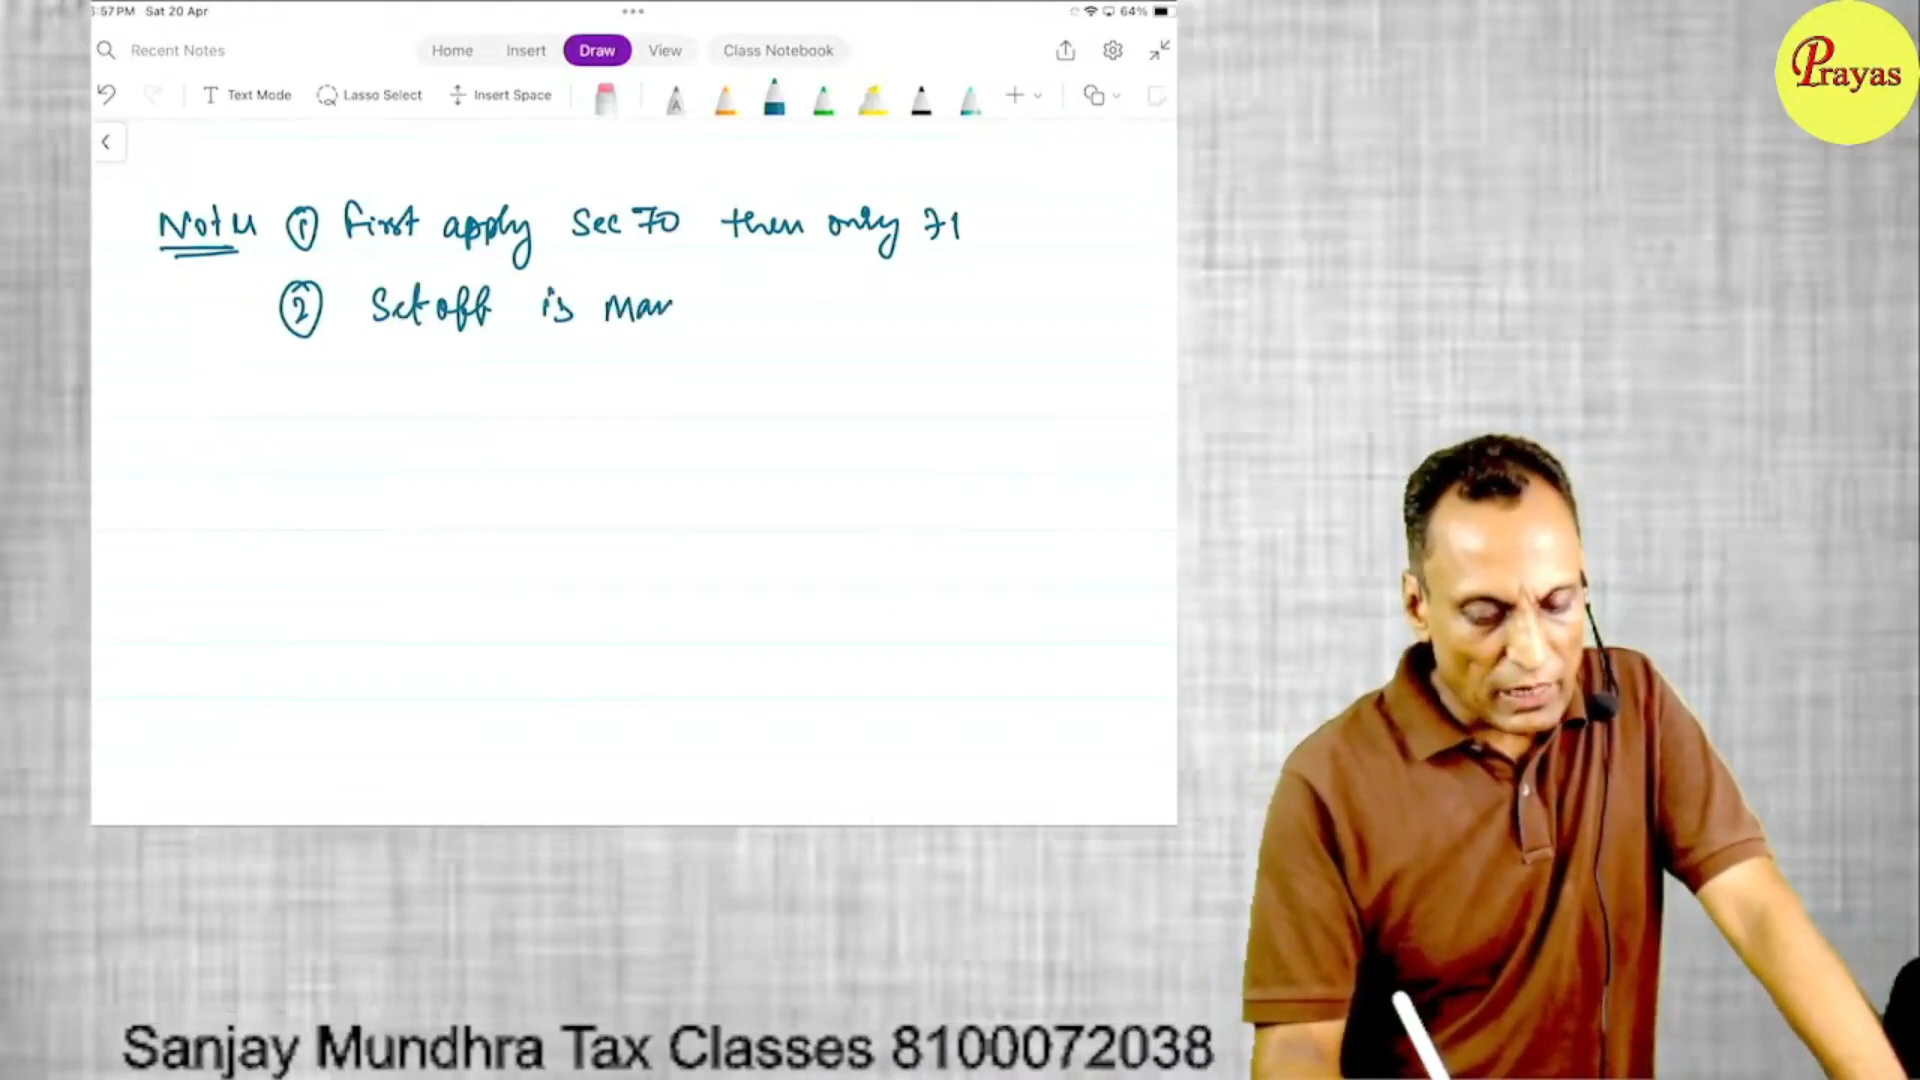 :57 PM Sat 20 Apr
64%
Prayas
Recent Notes
Home Insert Draw View Class Notebook
Text Mode Lasso Select Insert Space
Note ① First apply Sec 70 then only 71
② Set off is Man
Sanjay Mundhra Tax Classes 8100072038